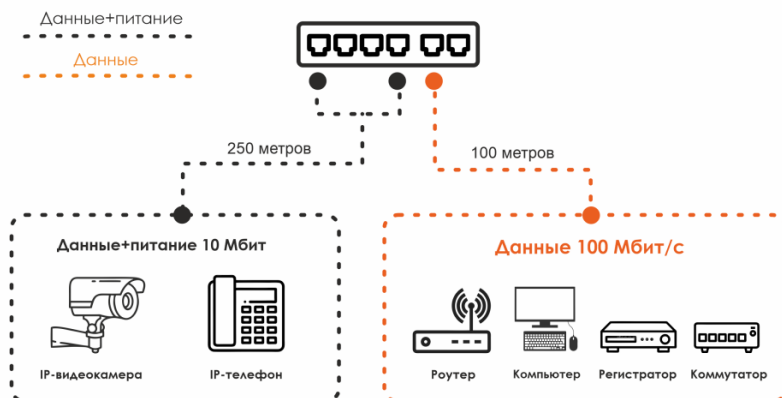 Данные+питание
Данные
250 метров
100 метров
Данные+питание 10 Мбит
Данные 100 Мбит/с
IP-видеокамера
IP-телефон
Роутер
Компьютер
Регистратор
Коммутатор